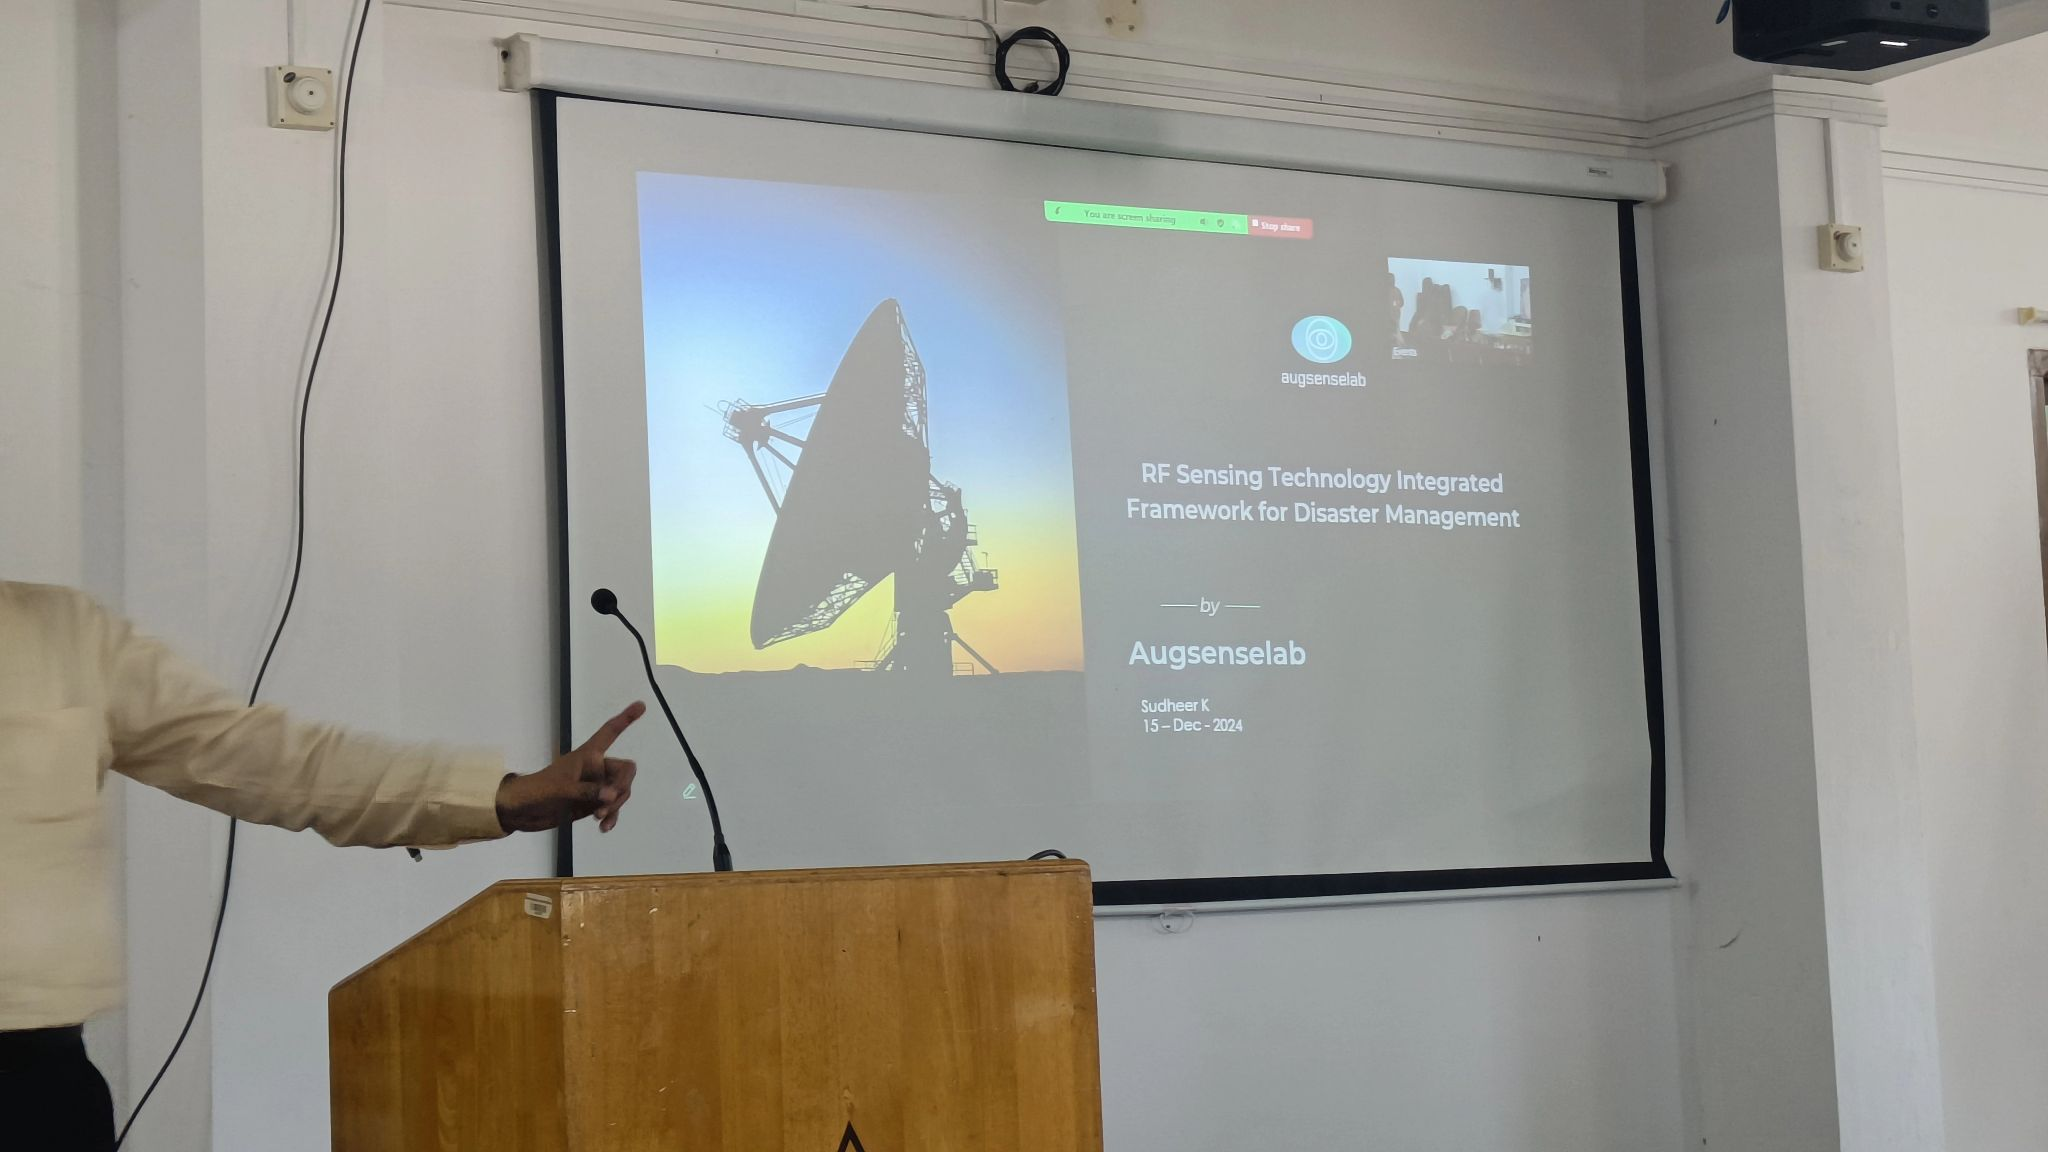 You are screen sharing
Stop share
Events
augsenselab
RF Sensing Technology Integrated
Framework for Disaster Management
by
Augsenselab
Sudheer K
15 – Dec - 2024